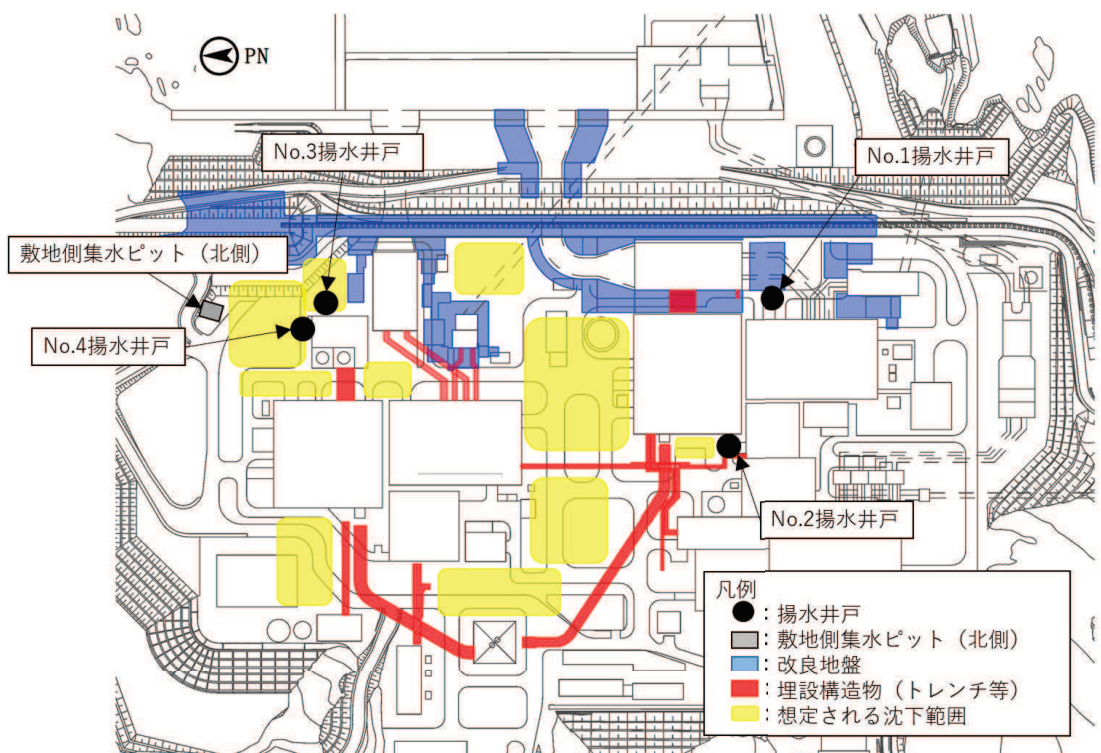 PN
No.3揚水井戸
No.1揚水井戸
敷地側集水ピット（北側）
No.4揚水井戸
No.2揚水井戸
凡例
：揚水井戸
：敷地側集水ピット（北側）
：改良地盤
：埋設構造物（トレンチ等）
：想定される沈下範囲